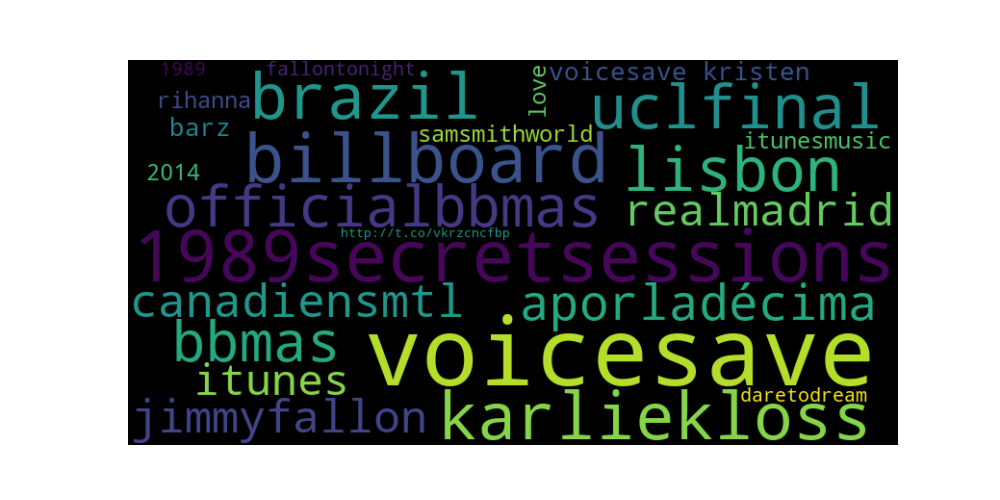 1989 fallontonight love voicesave kristen
rihanna brazil uclfinal
barz samsmithworld itunesmusic
2014 billboard lisbon
officialbbmas realmadrid
http://t.co/vkrzcncfbp
1989secretsessions
canadiensmtl aporladécima
bbmas voicesave
itunes daretodream
jimmyfallon karliekloss